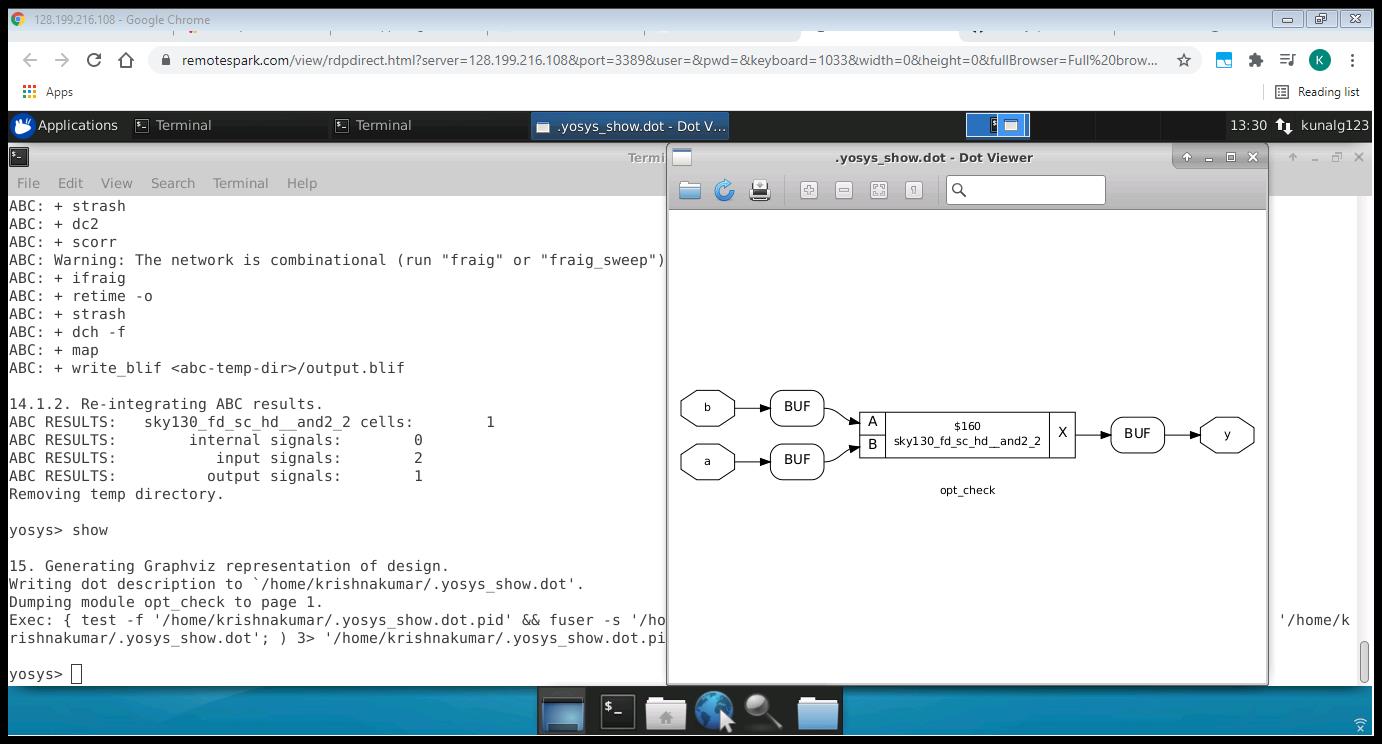 128.199.216.108 - Google Chrome
remotespark.com/view/rdpdirect.html?server=128.199.216.108&port=3389&user=&pwd=&keyboard=1033&width=0&height=0&fullBrowser=Full%20brow...
K
Apps
Reading list
Applications
Terminal
Terminal
.yosys_show.dot - Dot V...
13:30
kunalg123
Termi
.yosys_show.dot - Dot Viewer
File Edit View Search Terminal Help
ABC: + strash
ABC: + dc2
ABC: + scorr
ABC: Warning: The network is combinational (run "fraig" or "fraig_sweep")
ABC: + ifraig
ABC: + retime -o
ABC: + strash
ABC: + dch -f
ABC: + map
ABC: + write_blif <abc-temp-dir>/output.blif
14.1.2. Re-integrating ABC results.
ABC RESULTS: sky130_fd_sc_hd__and2_2 cells: 1
ABC RESULTS: internal signals: 0
ABC RESULTS: input signals: 2
ABC RESULTS: output signals: 1
Removing temp directory.
yosys> show
15. Generating Graphviz representation of design.
Writing dot description to `/home/krishnakumar/.yosys_show.dot'.
Dumping module opt_check to page 1.
Exec: { test -f '/home/krishnakumar/.yosys_show.dot.pid' && fuser -s '/ho
'/home/k
rishnakumar/.yosys_show.dot'; ) 3> '/home/krishnakumar/.yosys_show.dot.pi
yosys>
b
BUF
a
BUF
A
B
$160
sky130_fd_sc_hd__and2_2
X
BUF
y
opt_check